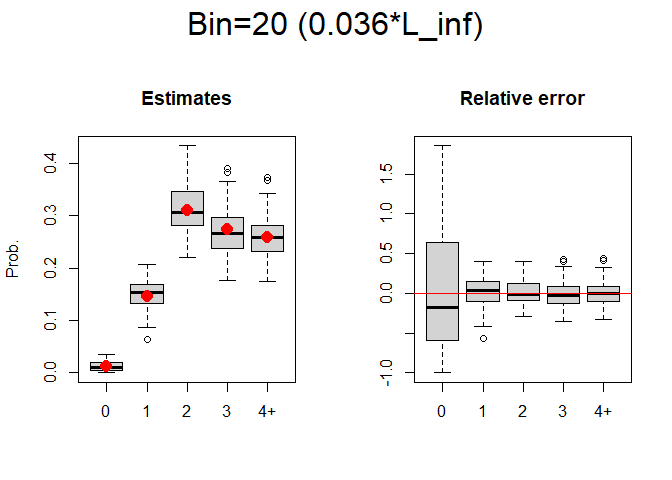 Bin=20 (0.036*L_inf)
Estimates
Relative error
Prob.
0.0 0.1 0.2 0.3 0.4
0 1 2 3 4+
-1.0 0.0 0.5 1.0 1.5
0 1 2 3 4+